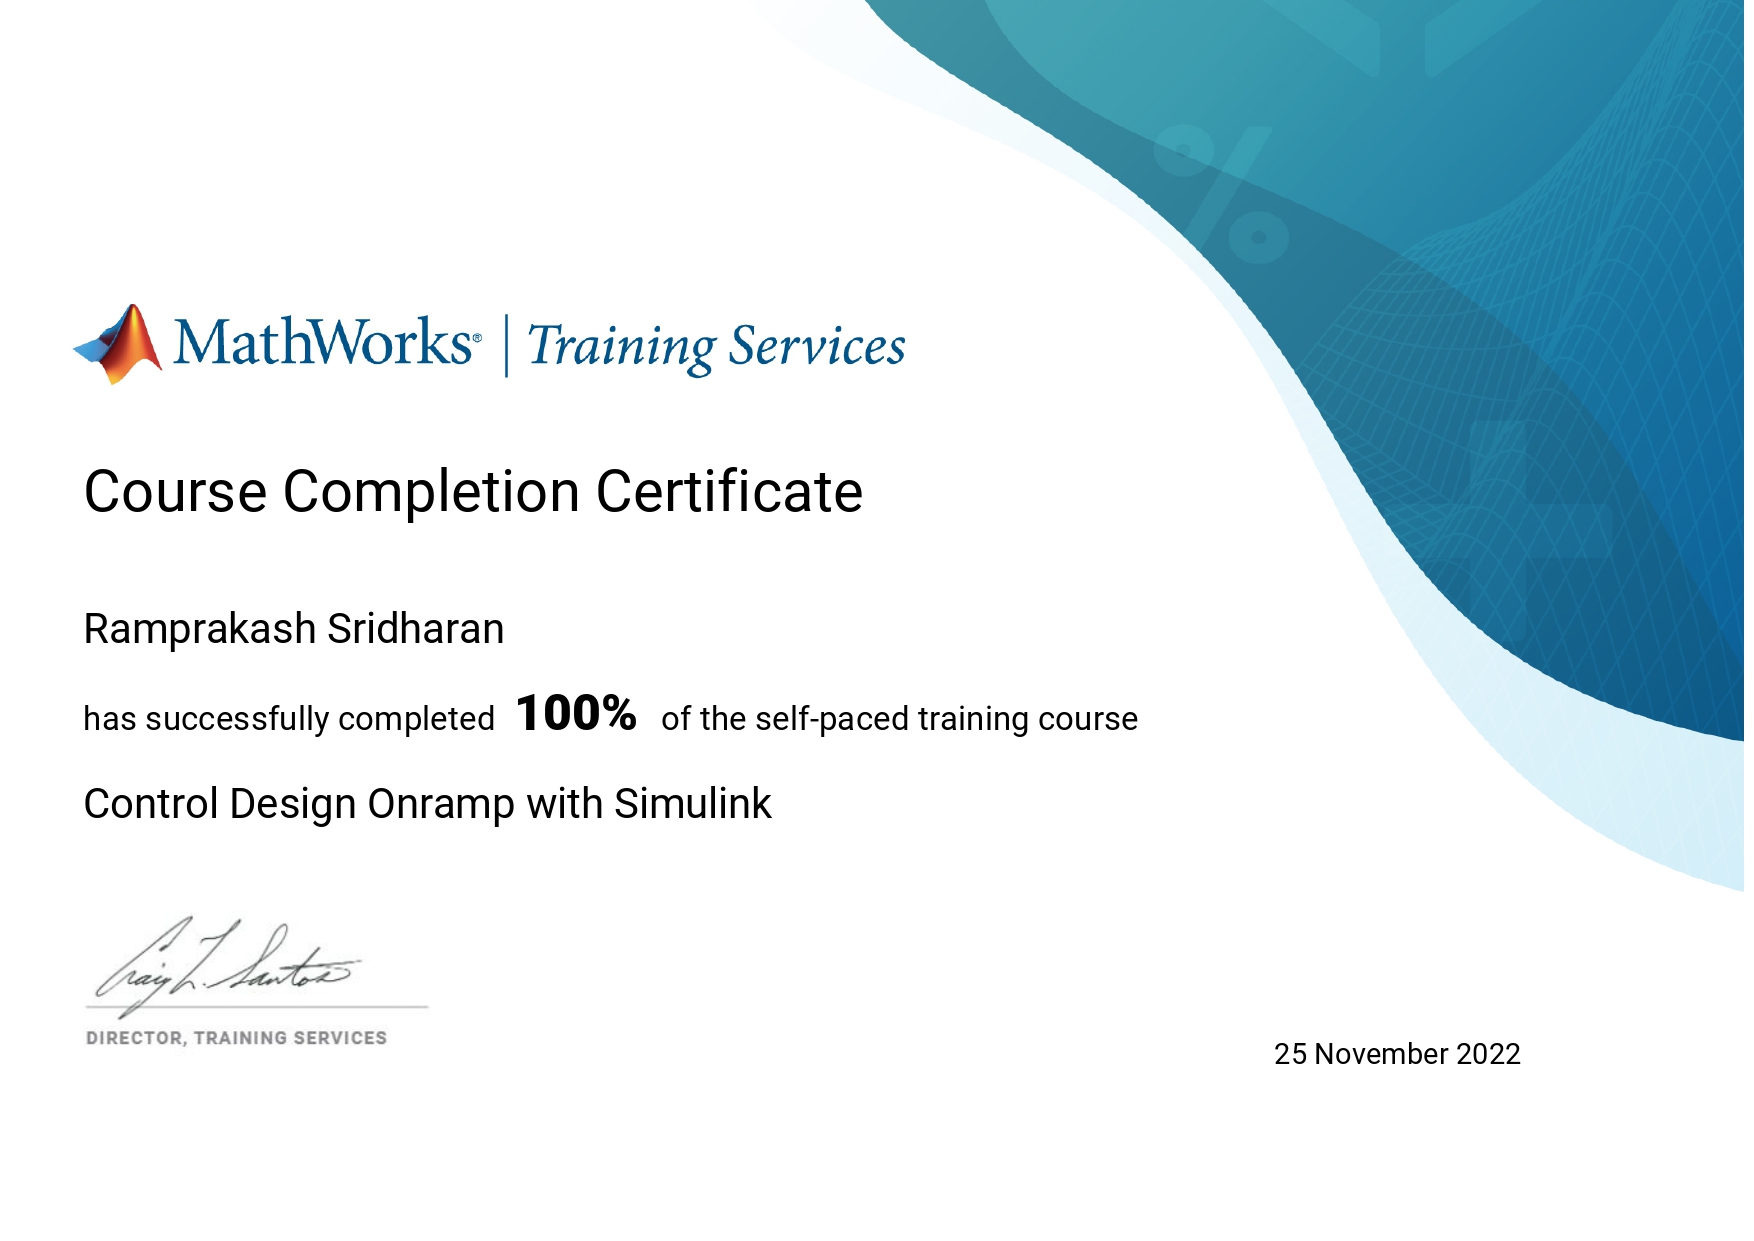 MathWorks® | Training Services
Course Completion Certificate
Ramprakash Sridharan
has successfully completed 100% of the self-paced training course
Control Design Onramp with Simulink
Craig L. Santos
DIRECTOR, TRAINING SERVICES
25 November 2022